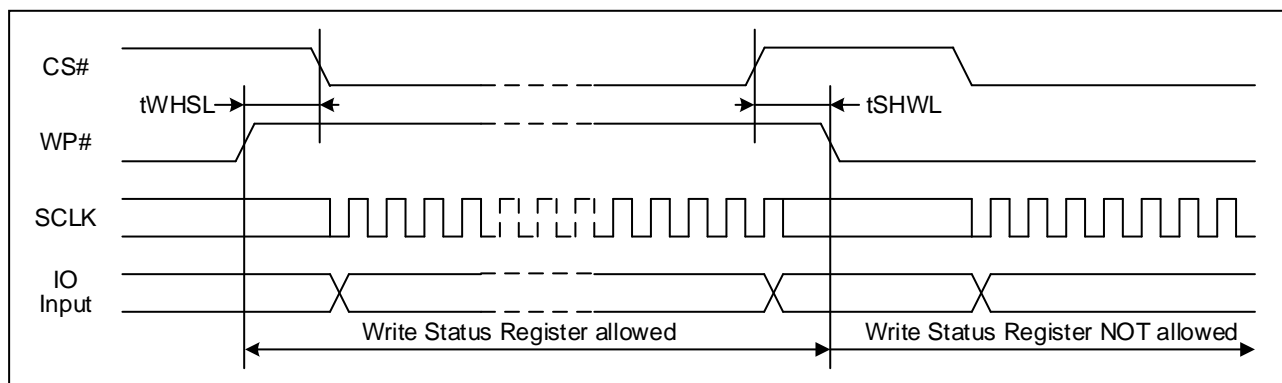 CS#
tWHSL
tSHWL
WP#
SCLK
IO
Input
Write Status Register allowed
Write Status Register NOT allowed